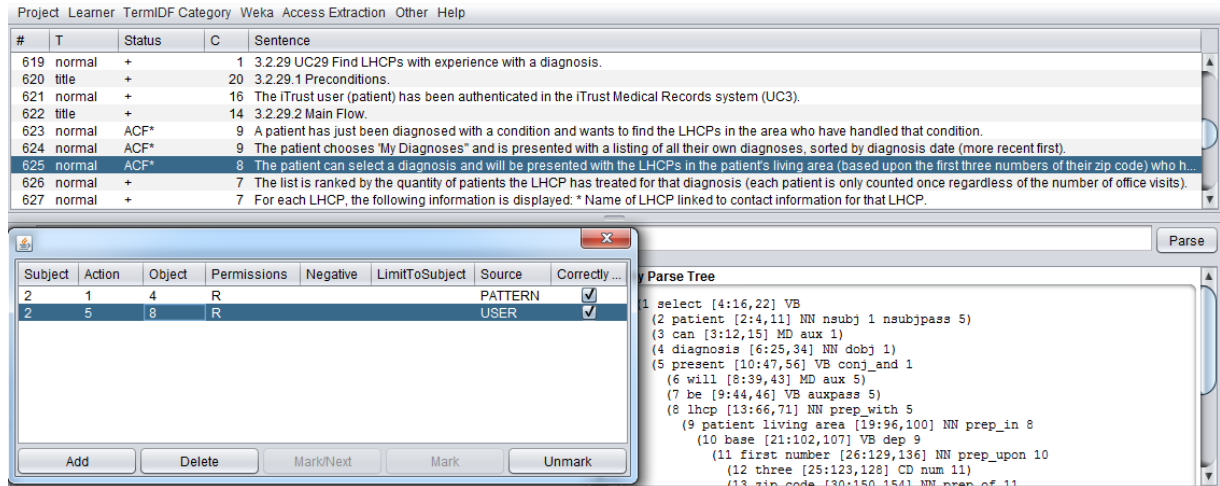 Project Learner TermIDF Category Weka Access Extraction Other Help
# T Status C Sentence
619 normal + 1 3.2.29 UC29 Find LHCPs with experience with a diagnosis.
620 title + 20 3.2.29.1 Preconditions.
621 normal + 16 The iTrust user (patient) has been authenticated in the iTrust Medical Records system (UC3).
622 title + 14 3.2.29.2 Main Flow.
623 normal ACF* 9 A patient has just been diagnosed with a condition and wants to find the LHCPs in the area who have handled that condition.
624 normal ACF* 9 The patient chooses 'My Diagnoses" and is presented with a listing of all their own diagnoses, sorted by diagnosis date (more recent first).
625 normal ACF* 8 The patient can select a diagnosis and will be presented with the LHCPs in the patient's living area (based upon the first three numbers of their zip code) who h...
626 normal + 7 The list is ranked by the quantity of patients the LHCP has treated for that diagnosis (each patient is only counted once regardless of the number of office visits).
627 normal + 7 For each LHCP, the following information is displayed: * Name of LHCP linked to contact information for that LHCP.
Parse
Subject Action Object Permissions Negative LimitToSubject Source Correctly ...
2 1 4 R PATTERN
2 5 8 R USER
Add Delete Mark/Next Mark Unmark
y Parse Tree
(1 select [4:16,22] VB
(2 patient [2:4,11] NN nsubj 1 nsubjpass 5)
(3 can [3:12,15] MD aux 1)
(4 diagnosis [6:25,34] NN dobj 1)
(5 present [10:47,56] VB conj_and 1
(6 will [8:39,43] MD aux 5)
(7 be [9:44,46] VB auxpass 5)
(8 lhcp [13:66,71] NN prep_with 5
(9 patient living area [19:96,100] NN prep_in 8
(10 base [21:102,107] VB dep 9
(11 first number [26:129,136] NN prep_upon 10
(12 three [25:123,128] CD num 11)
(13 zip code [30:150,154] NN prep_of 11